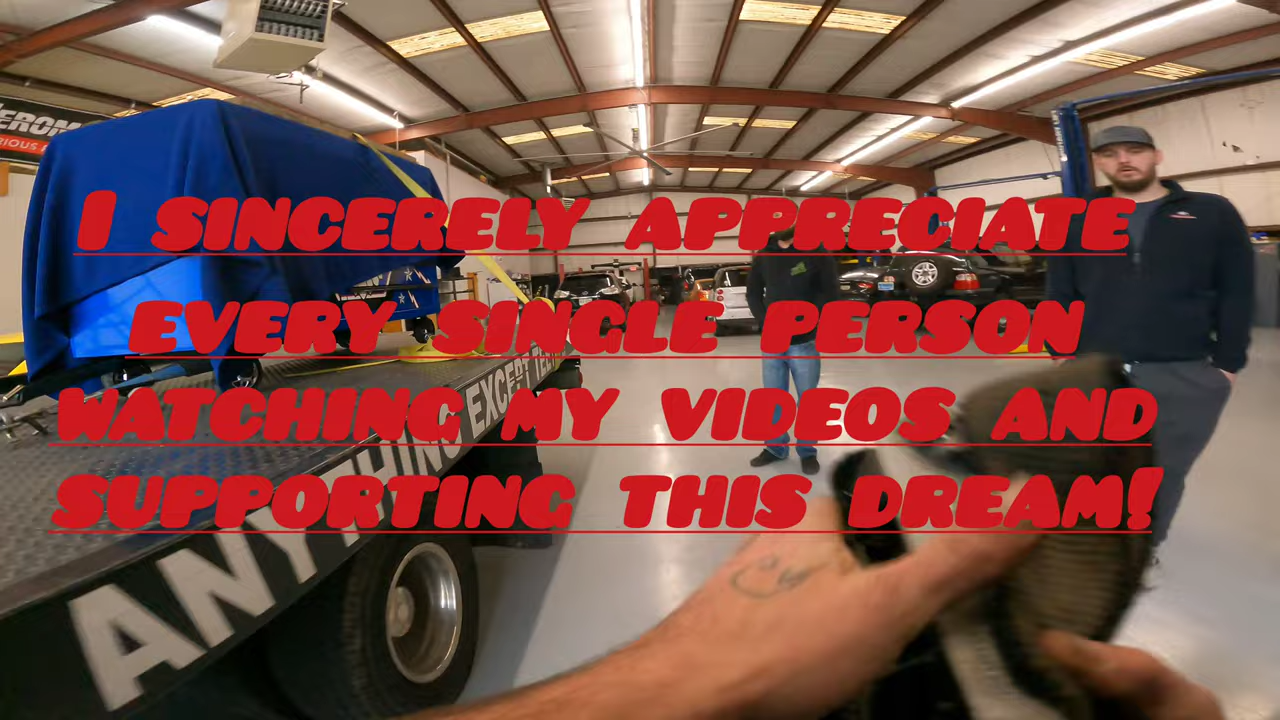 I SINCERELY APPRECIATE
EVERY SINGLE PERSON
WATCHING MY VIDEOS AND
SUPPORTING THIS DREAM!
ANYTHING EXCEPT